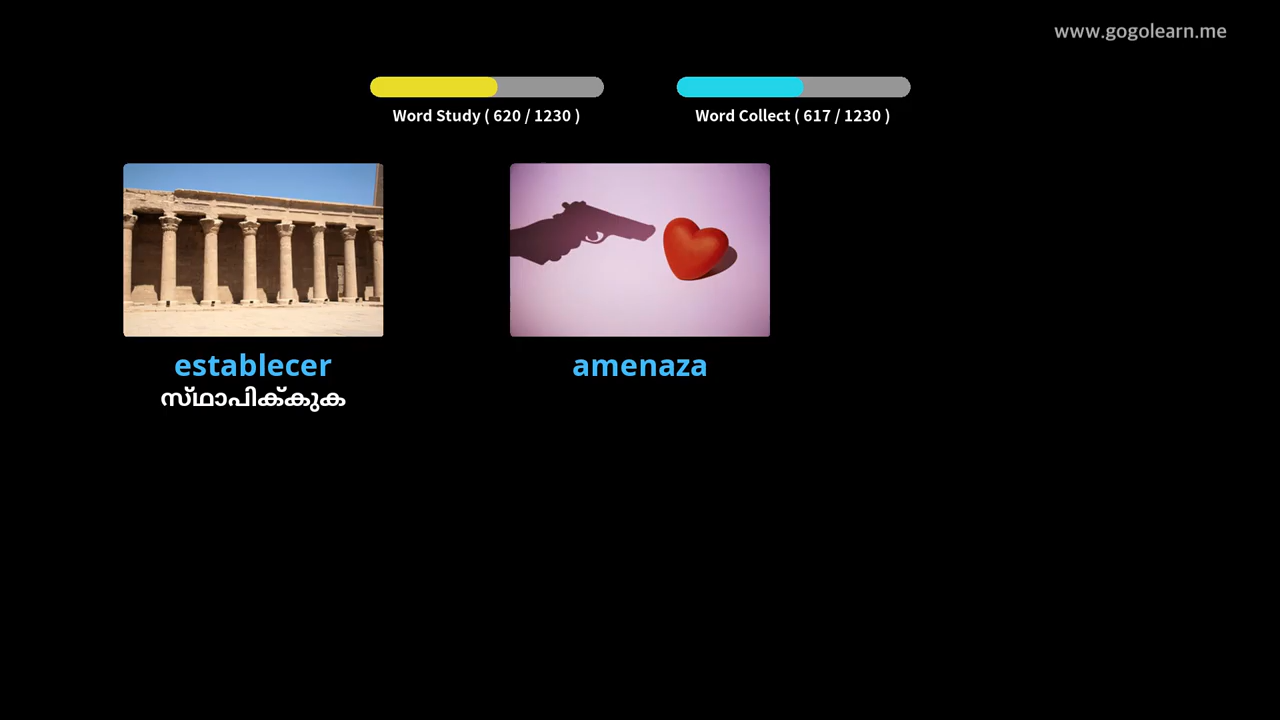 www.gogolearn.me
Word Study ( 620 / 1230 )
Word Collect ( 617 / 1230 )
establecer
സ്ഥാപിക്കുക
amenaza